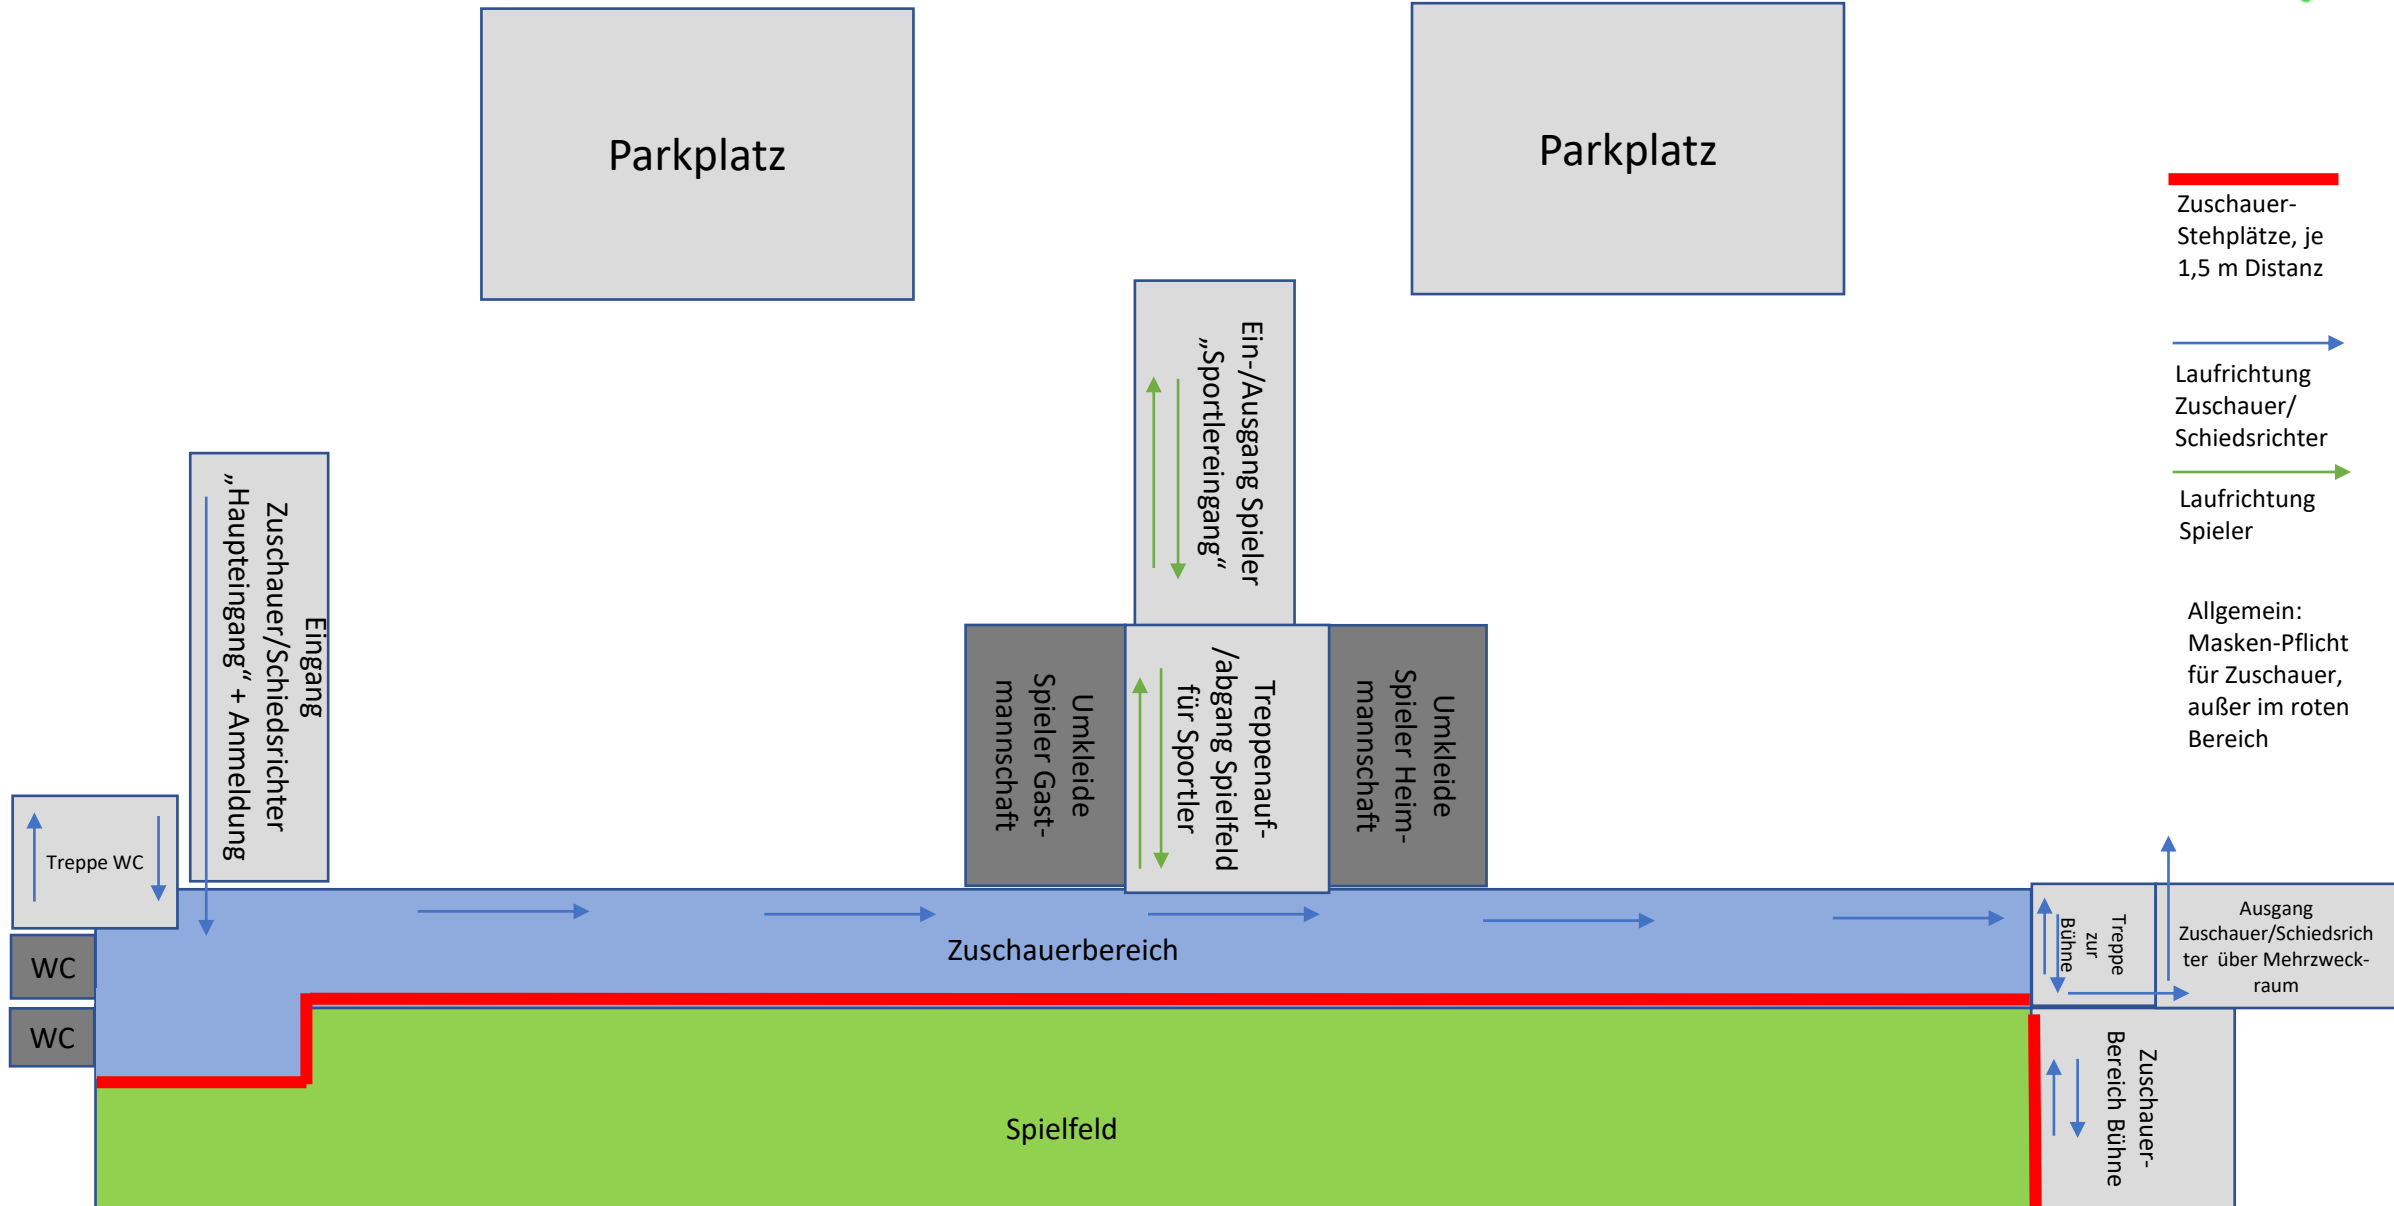 Parkplatz
Parkplatz
Zuschauer-
Stehplätze, je
1,5 m Distanz
Laufrichtung
Zuschauer/
Schiedsrichter
Laufrichtung
Spieler
Allgemein:
Masken-Pflicht
für Zuschauer,
außer im roten
Bereich
Ein-/Ausgang Spieler
„Sportlereingang“
Eingang
Zuschauer/Schiedsrichter
„Haupteingang“ + Anmeldung
Umkleide
Spieler Gast-
mannschaft
Treppenauf-
/abgang Spielfeld
für Sportler
Umkleide
Spieler Heim-
mannschaft
Treppe WC
WC
WC
Zuschauerbereich
Treppe
zur
Bühne
Ausgang
Zuschauer/Schiedsrich
ter über Mehrzweck-
raum
Spielfeld
Zuschauer-
Bereich Bühne